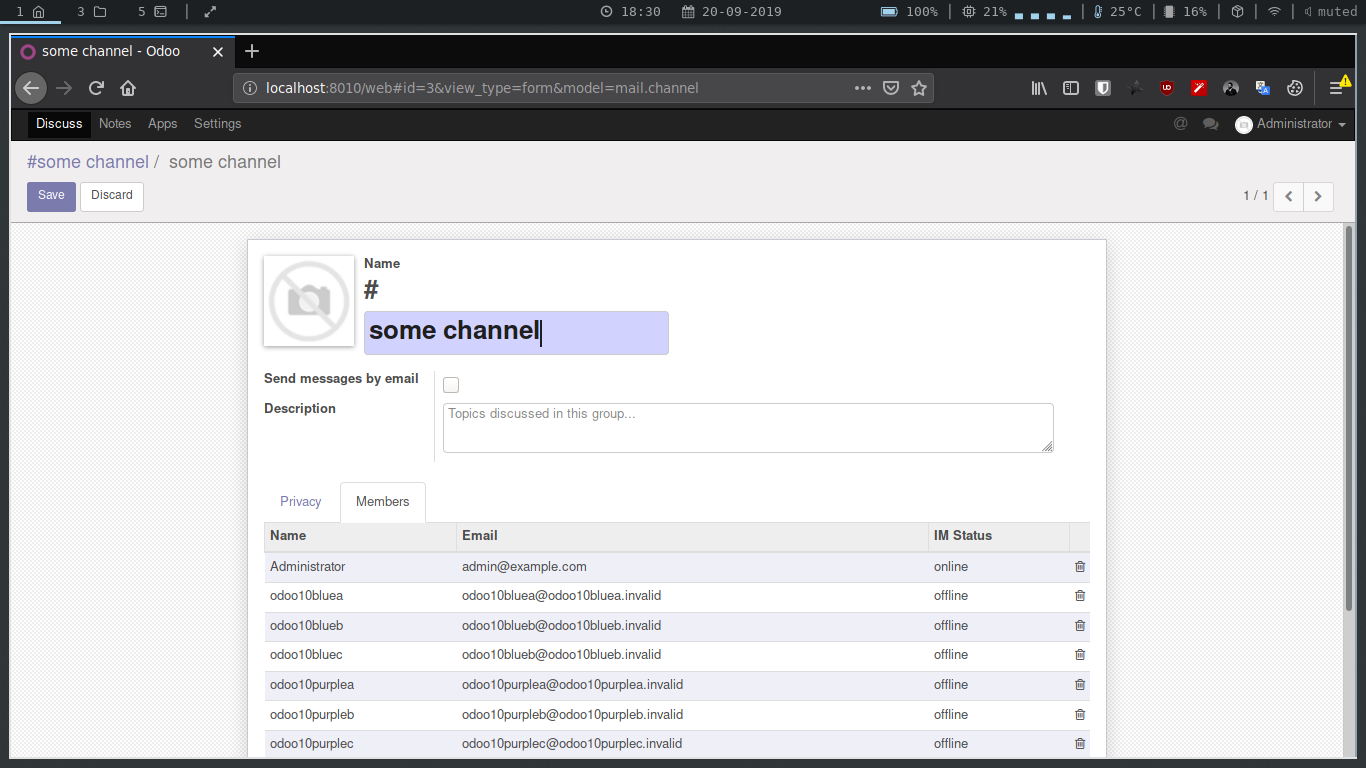 1 3 5 | 18:30 20-09-2019 100% | 21% | 25°C | 16% | | | muted
some channel - Odoo
localhost:8010/web#id=3&view_type=form&model=mail.channel
Discuss Notes Apps Settings @ Administrator
#some channel / some channel
Save Discard 1 / 1
Name
#
some channel
Send messages by email
Description Topics discussed in this group...
Privacy Members
Name Email IM Status
Administrator admin@example.com online
odoo10bluea odoo10bluea@odoo10bluea.invalid offline
odoo10blueb odoo10blueb@odoo10blueb.invalid offline
odoo10bluec odoo10blueb@odoo10blueb.invalid offline
odoo10purplea odoo10purplea@odoo10purplea.invalid offline
odoo10purpleb odoo10purpleb@odoo10purpleb.invalid offline
odoo10purplec odoo10purplec@odoo10purplec.invalid offline